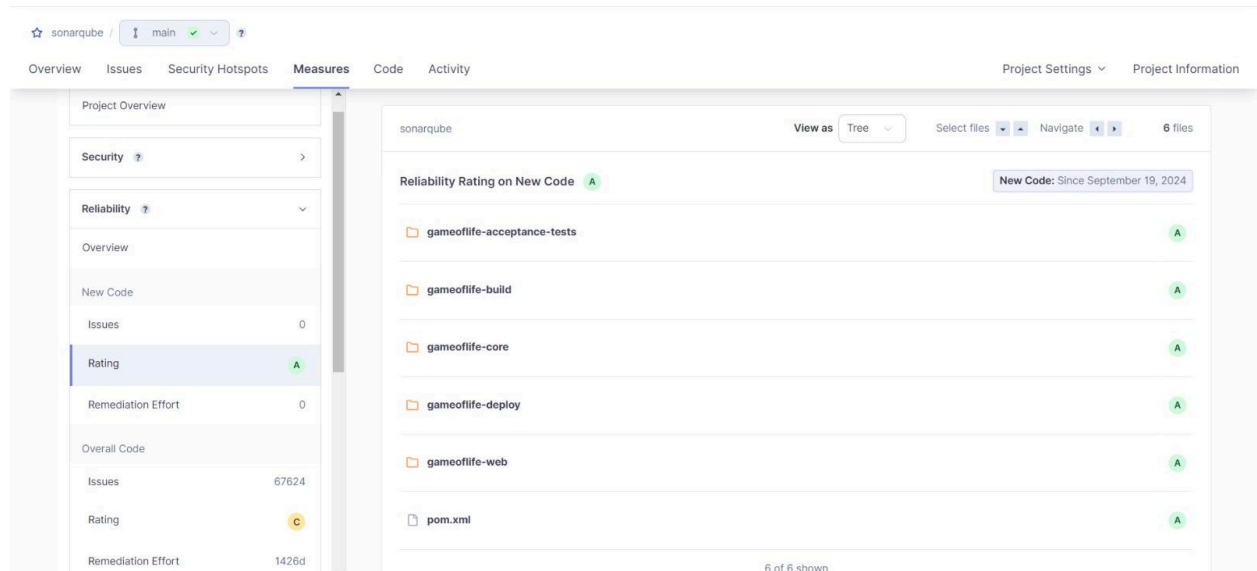 sonarqube / main ?
Overview Issues Security Hotspots Measures Code Activity Project Settings Project Information
Project Overview
Security ?
Reliability ?
Overview
New Code
Issues 0
Rating A
Remediation Effort 0
Overall Code
Issues 67624
Rating C
Remediation Effort 1426d
sonarqube View as Tree Select files Navigate 6 files
Reliability Rating on New Code A New Code: Since September 19, 2024
gameoflife-acceptance-tests A
gameoflife-build A
gameoflife-core A
gameoflife-deploy A
gameoflife-web A
pom.xml A
6 of 6 shown